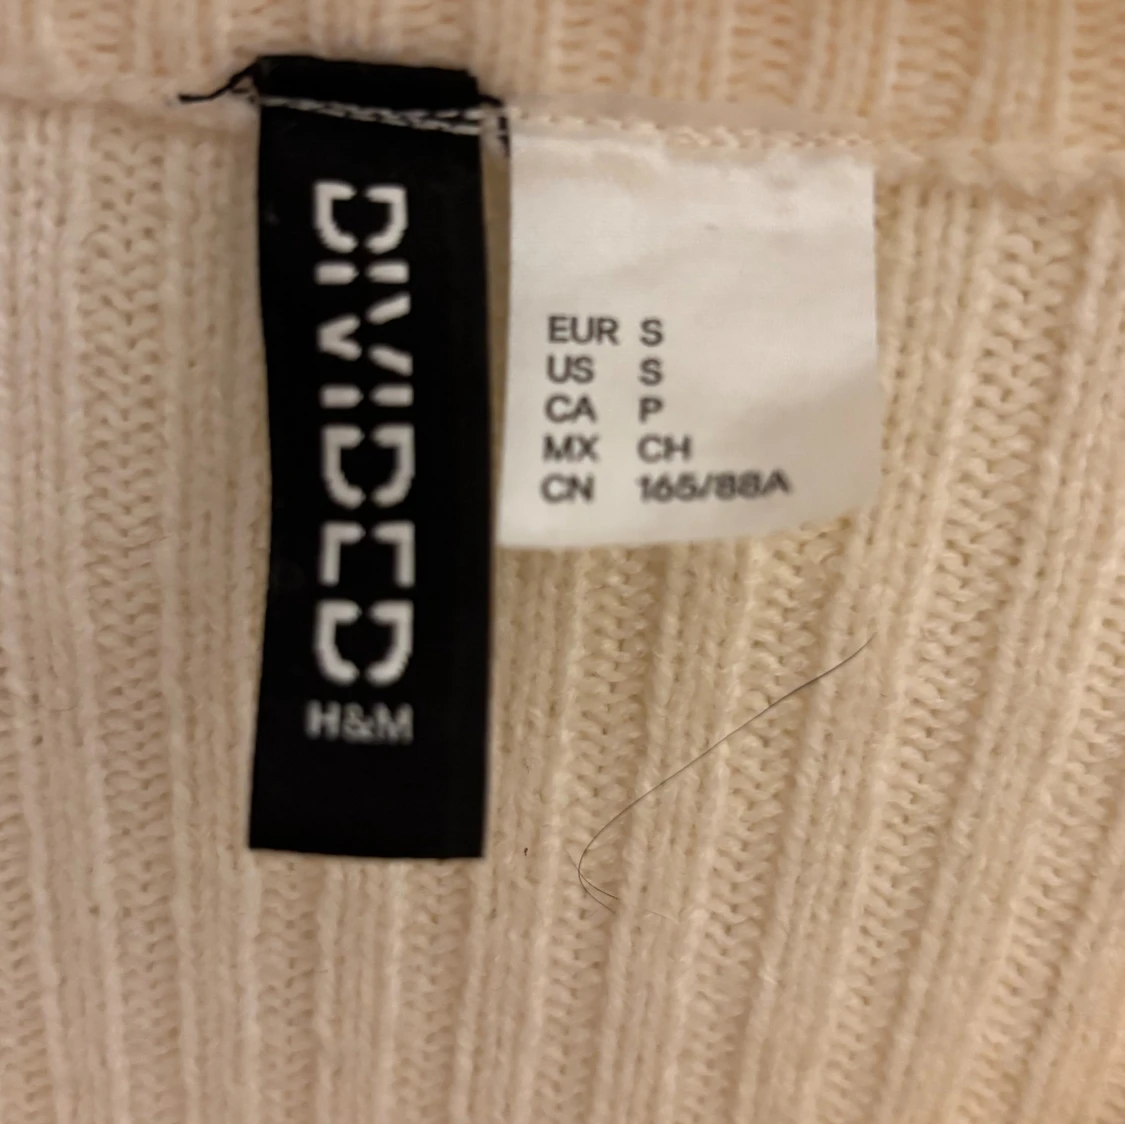 DIVIDED
H&M
EUR S
US S
CA P
MX CH
CN 165/88A